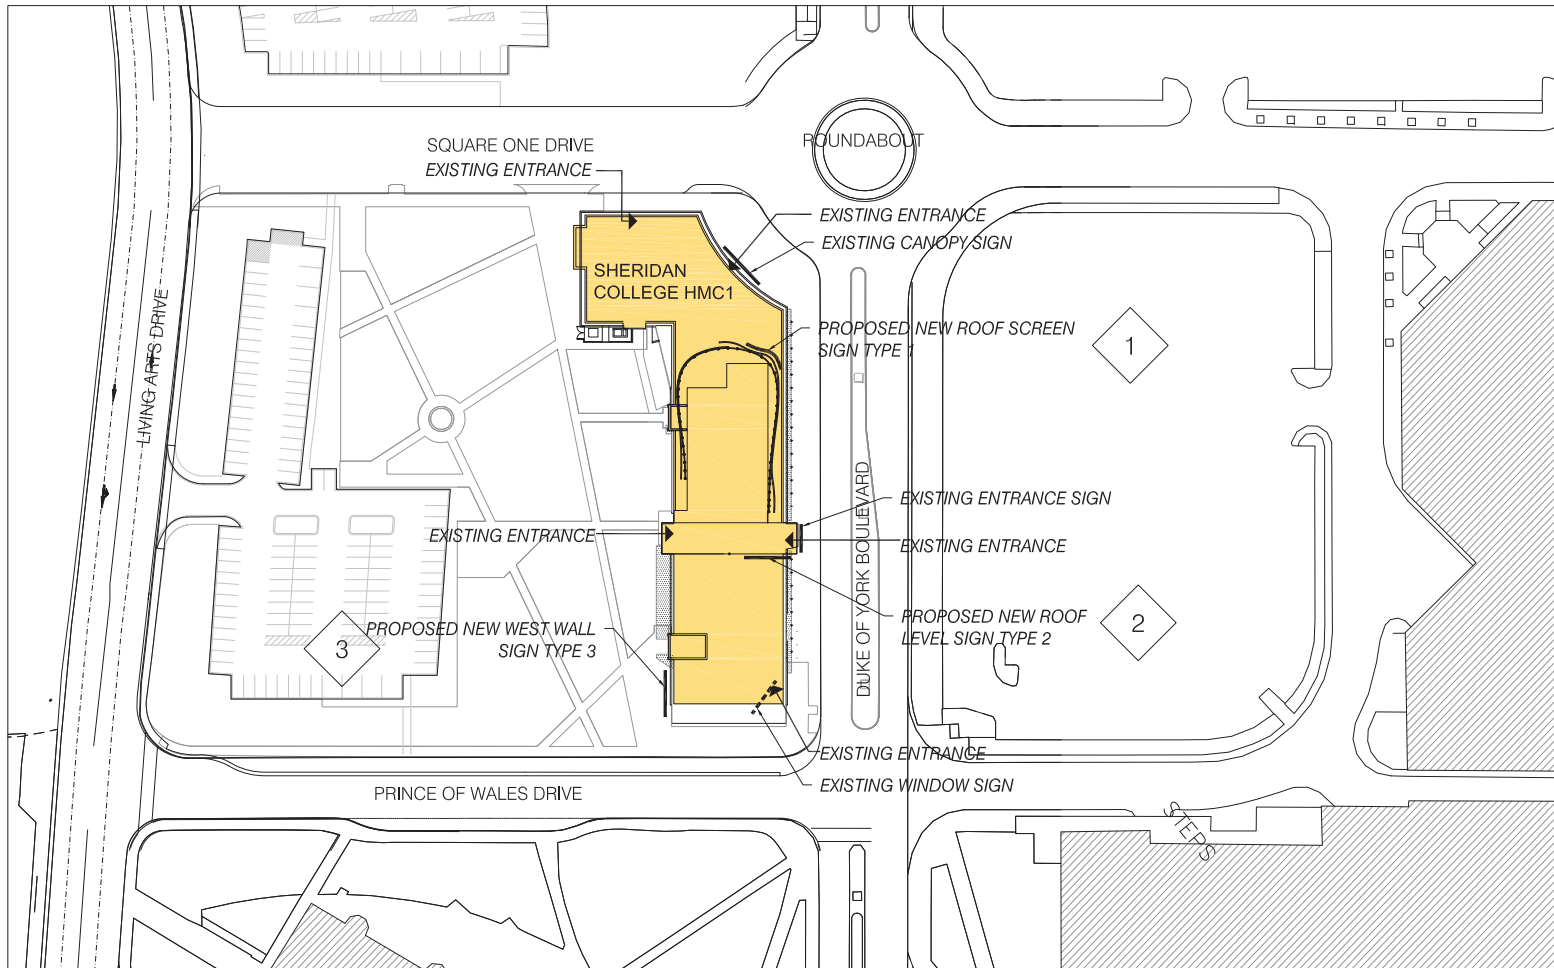 SQUARE ONE DRIVE
EXISTING ENTRANCE
ROUNDABOUT
EXISTING ENTRANCE
EXISTING CANOPY SIGN
SHERIDAN
COLLEGE HMC1
PROPOSED NEW ROOF SCREEN
SIGN TYPE 1
1
LIVING ARTS DRIVE
EXISTING ENTRANCE SIGN
EXISTING ENTRANCE
EXISTING ENTRANCE
DUKE OF YORK BOULEVARD
PROPOSED NEW ROOF
LEVEL SIGN TYPE 2
2
PROPOSED NEW WEST WALL
SIGN TYPE 3
3
EXISTING ENTRANCE
EXISTING WINDOW SIGN
PRINCE OF WALES DRIVE
STEPS